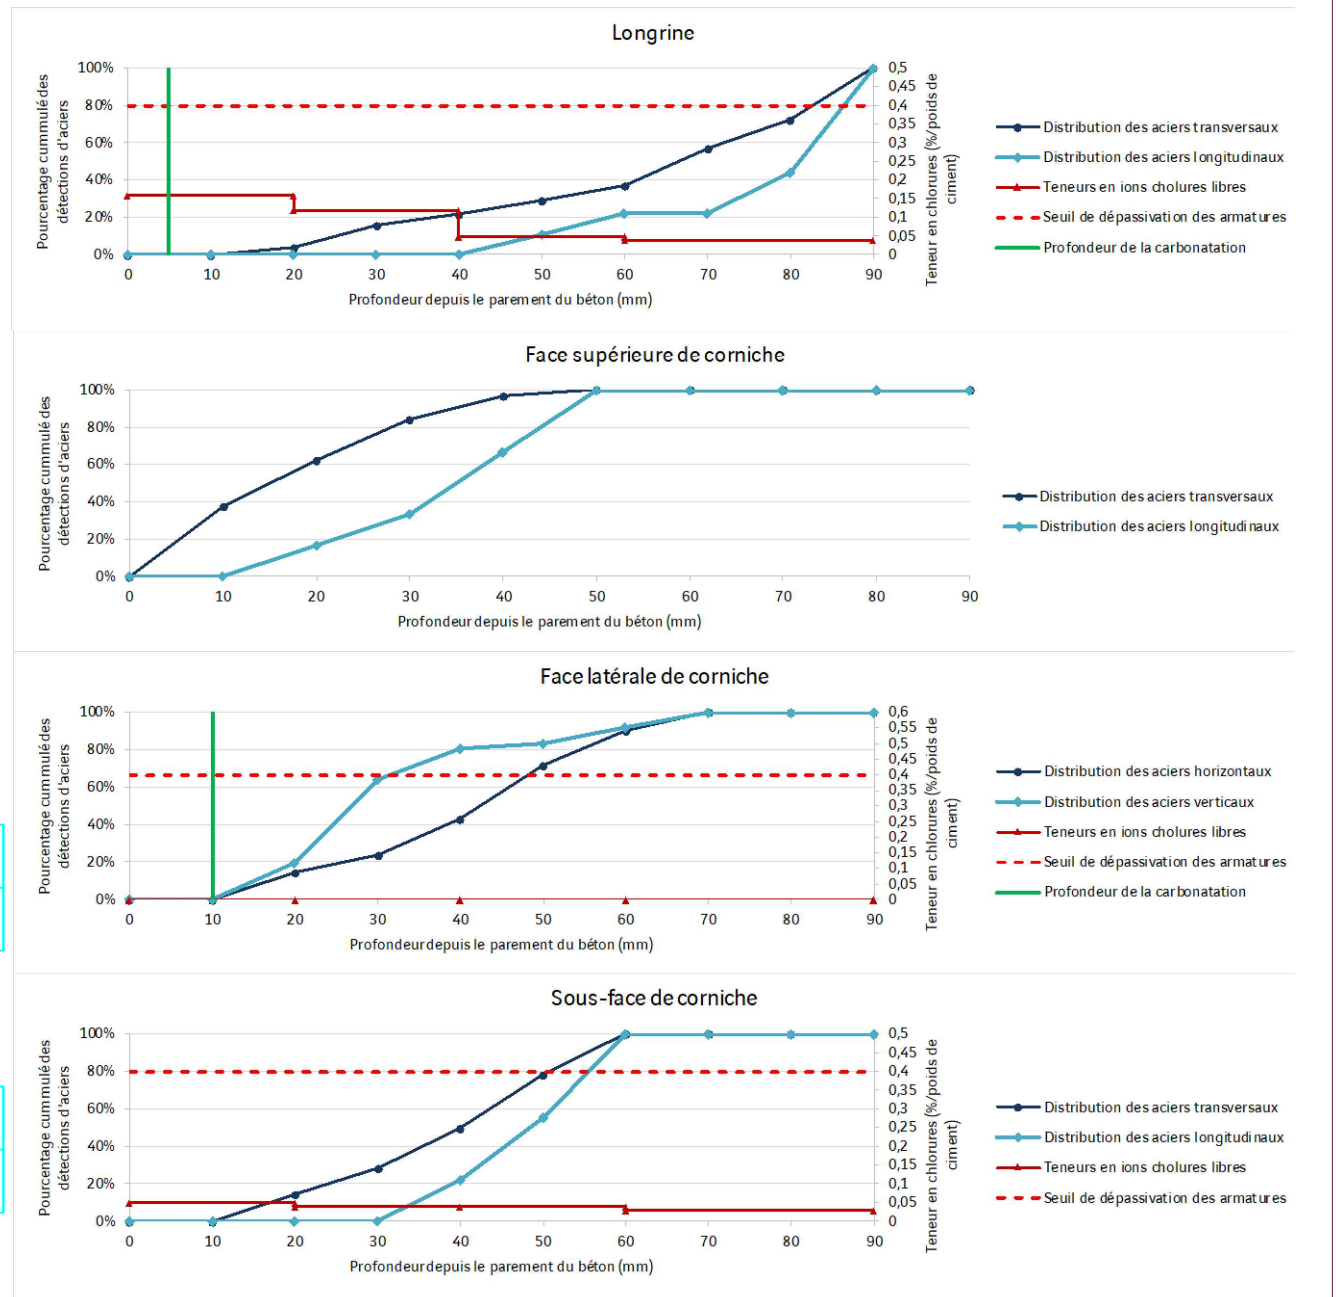 Longrine
Pourcentage cummulé des
détections d'aciers
100%
80%
60%
40%
20%
0%
0,5
0,45
0,4
0,35
0,3
0,25
0,2
0,15
0,1
0,05
0
Teneur en chlorures (%/poids de
ciment)
0 10 20 30 40 50 60 70 80 90
Profondeur depuis le parement du béton (mm)
Distribution des aciers transversaux
Distribution des aciers longitudinaux
Teneurs en ions cholures libres
Seuil de dépassivation des armatures
Profondeur de la carbonatation
Face supérieure de corniche
Pourcentage cummulé des
détections d'aciers
100%
80%
60%
40%
20%
0%
0 10 20 30 40 50 60 70 80 90
Profondeur depuis le parement du béton (mm)
Distribution des aciers transversaux
Distribution des aciers longitudinaux
Face latérale de corniche
Pourcentage cummulé des
détections d'aciers
100%
80%
60%
40%
20%
0%
0,6
0,55
0,5
0,45
0,4
0,35
0,3
0,25
0,2
0,15
0,1
0,05
0
Teneur en chlorures (%/poids de
ciment)
0 10 20 30 40 50 60 70 80 90
Profondeur depuis le parement du béton (mm)
Distribution des aciers horizontaux
Distribution des aciers verticaux
Teneurs en ions cholures libres
Seuil de dépassivation des armatures
Profondeur de la carbonatation
Sous-face de corniche
Pourcentage cummulé des
détections d'aciers
100%
80%
60%
40%
20%
0%
0,5
0,45
0,4
0,35
0,3
0,25
0,2
0,15
0,1
0,05
0
Teneur en chlorures (%/poids de
ciment)
0 10 20 30 40 50 60 70 80 90
Profondeur depuis le parement du béton (mm)
Distribution des aciers transversaux
Distribution des aciers longitudinaux
Teneurs en ions cholures libres
Seuil de dépassivation des armatures